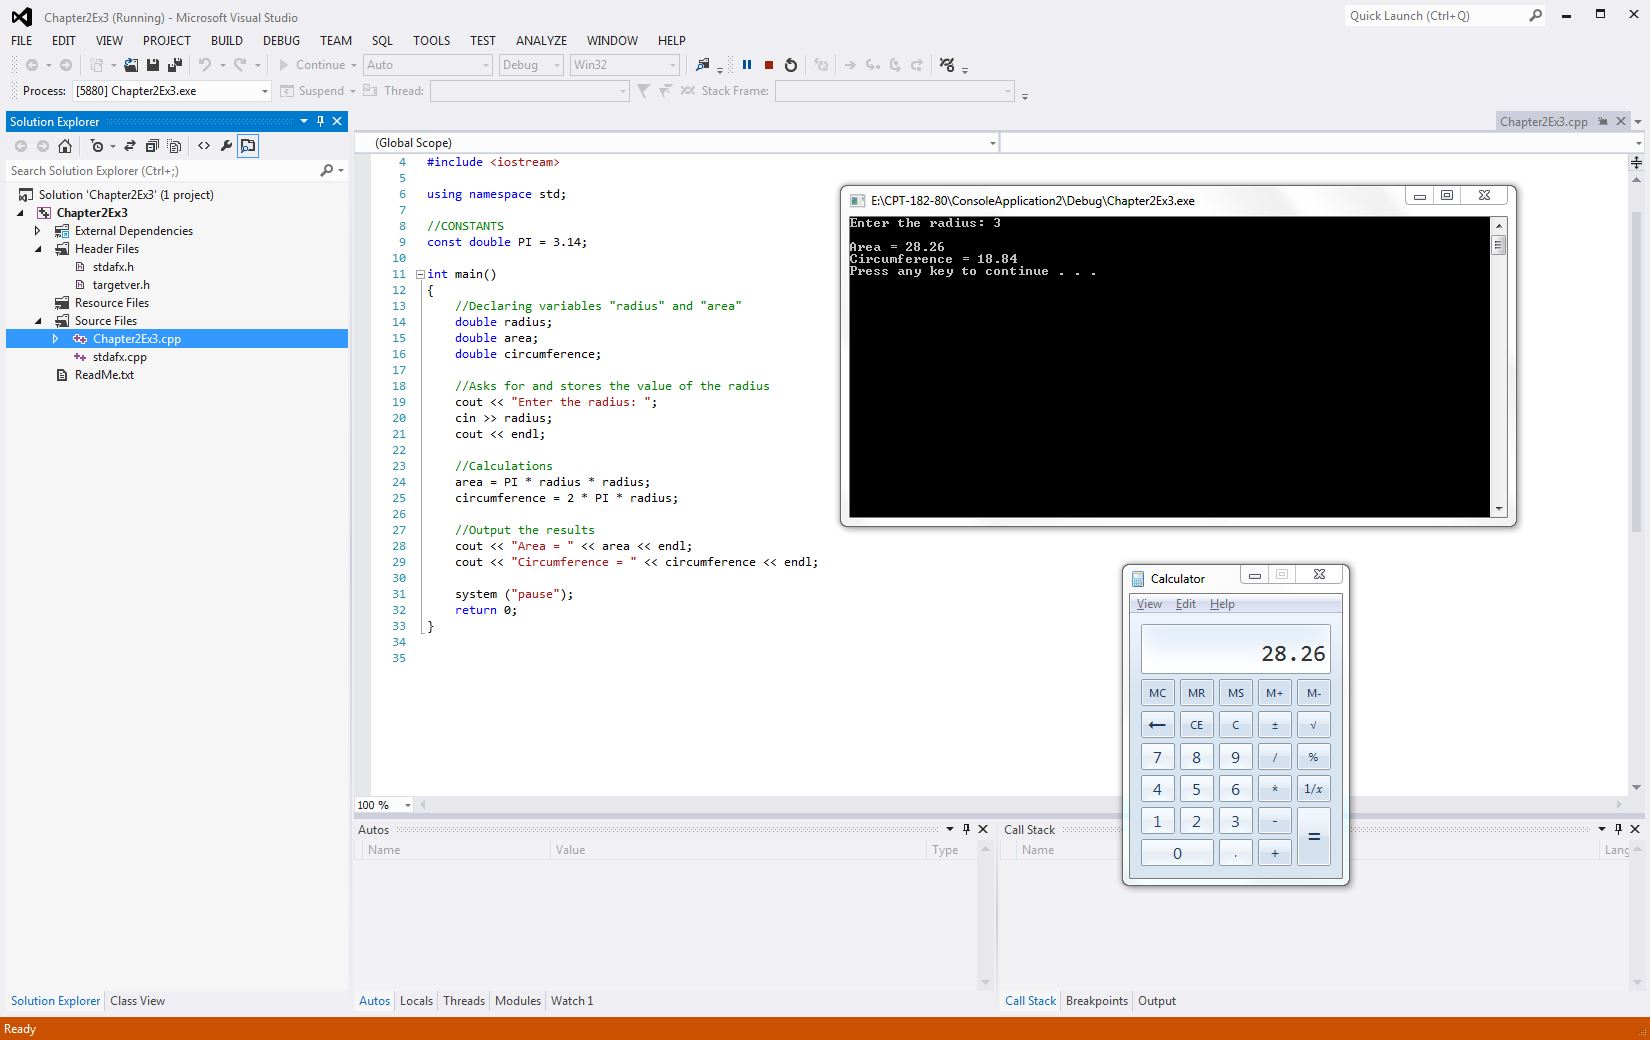 Chapter2Ex3 (Running) - Microsoft Visual Studio
Quick Launch (Ctrl+Q)
FILE EDIT VIEW PROJECT BUILD DEBUG TEAM SQL TOOLS TEST ANALYZE WINDOW HELP
Continue Auto Debug Win32
Process: [5880] Chapter2Ex3.exe Suspend Thread: Stack Frame:
Solution Explorer
Search Solution Explorer (Ctrl+;)
Solution 'Chapter2Ex3' (1 project)
Chapter2Ex3
External Dependencies
Header Files
stdafx.h
targetver.h
Resource Files
Source Files
Chapter2Ex3.cpp
stdafx.cpp
ReadMe.txt
Solution Explorer Class View
Chapter2Ex3.cpp
(Global Scope)
4 #include <iostream>
5
6 using namespace std;
7
8 //CONSTANTS
9 const double PI = 3.14;
10
11 int main()
12 {
13 //Declaring variables "radius" and "area"
14 double radius;
15 double area;
16 double circumference;
17
18 //Asks for and stores the value of the radius
19 cout << "Enter the radius: ";
20 cin >> radius;
21 cout << endl;
22
23 //Calculations
24 area = PI * radius * radius;
25 circumference = 2 * PI * radius;
26
27 //Output the results
28 cout << "Area = " << area << endl;
29 cout << "Circumference = " << circumference << endl;
30
31 system ("pause");
32 return 0;
33 }
34
35
100 %
E:\CPT-182-80\ConsoleApplication2\Debug\Chapter2Ex3.exe
Enter the radius: 3
Area = 28.26
Circumference = 18.84
Press any key to continue . . .
Calculator
View Edit Help
28.26
MC MR MS M+ M-
← CE C ± √
7 8 9 / %
4 5 6 * 1/x
1 2 3 - =
0 . +
Autos
Name Value Type
Autos Locals Threads Modules Watch 1
Call Stack
Name Lang
Call Stack Breakpoints Output
Ready